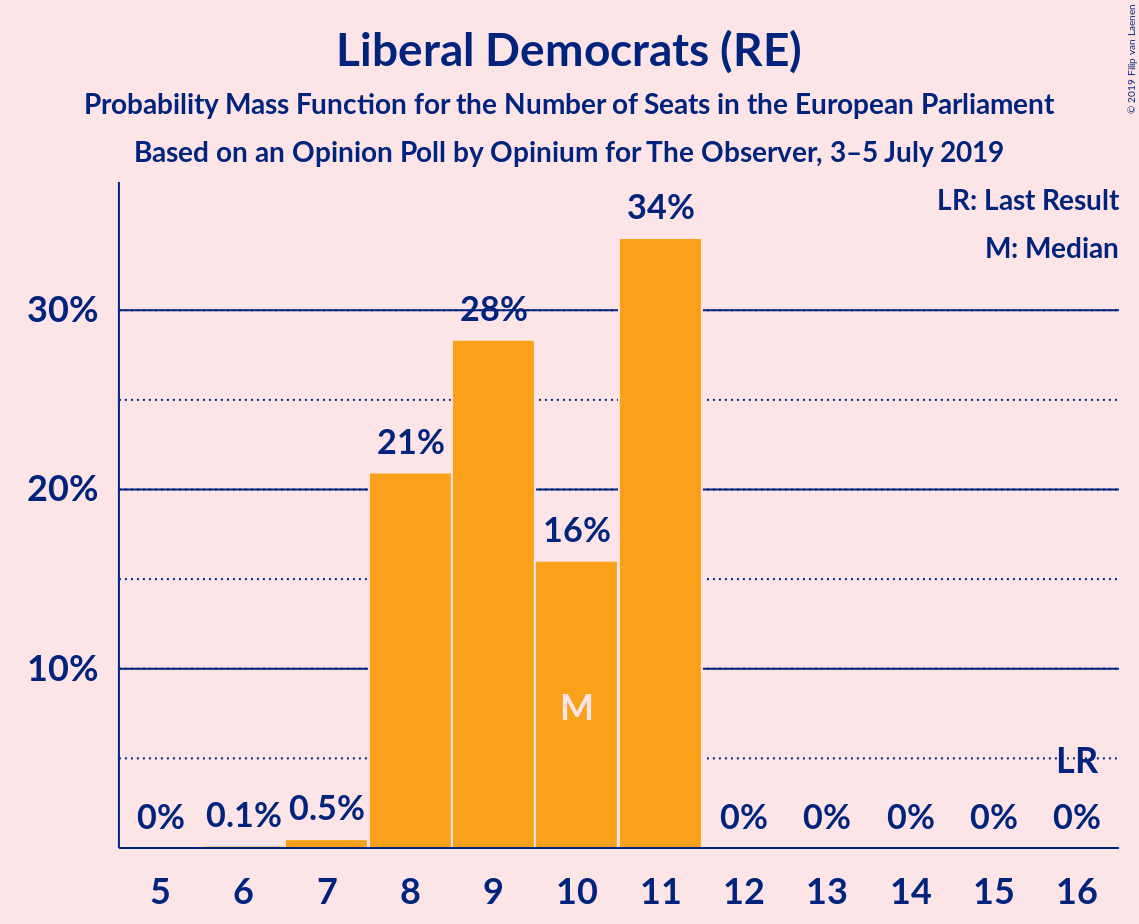 Liberal Democrats (RE)
Probability Mass Function for the Number of Seats in the European Parliament
Based on an Opinion Poll by Opinium for The Observer, 3–5 July 2019
© 2019 Filip van Laenen
LR: Last Result
M: Median
34%
30%
28%
21%
20%
16%
10%
M
LR
0%
0.1%
0.5%
0%
0%
0%
0%
0%
5 6 7 8 9 10 11 12 13 14 15 16